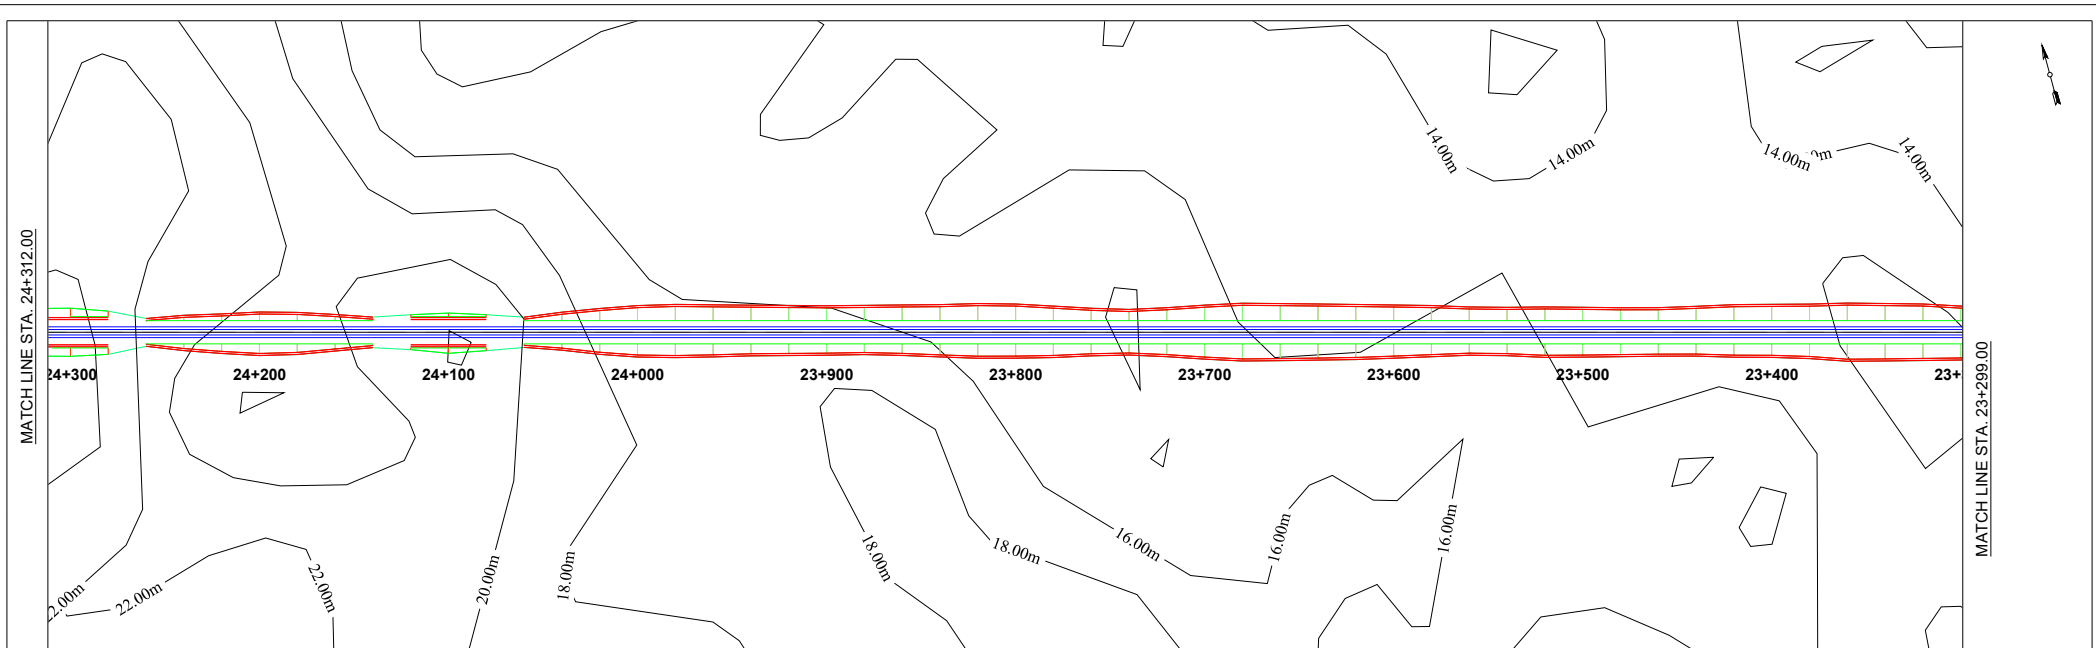 MATCH LINE STA. 24+312.00
14.00m
14.00m
14.00m
14.00m
24+300
24+200
24+100
24+000
23+900
23+800
23+700
23+600
23+500
23+400
23+
MATCH LINE STA. 23+299.00
2.00m
22.00m
22.00m
20.00m
18.00m
18.00m
18.00m
16.00m
16.00m
16.00m